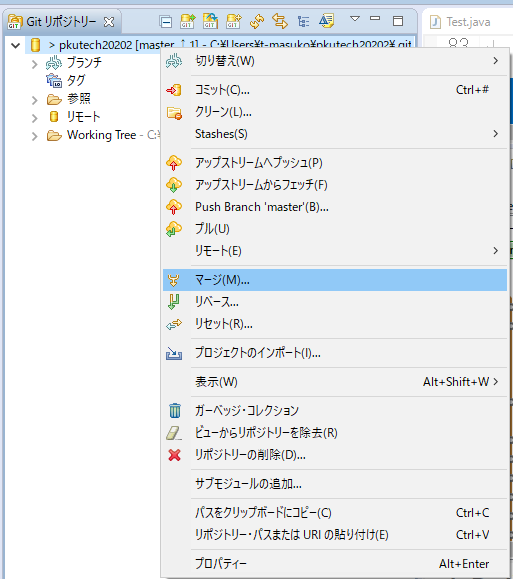 Git リポジトリー
Test.java
> pkutech20202 [master ↑ 1] - C:¥Users¥t-masuko¥pkutech20202¥.git
83
ブランチ
タグ
参照
リモート
Working Tree - C:¥
切り替え(W)
コミット(C)... Ctrl+#
クリーン(L)...
Stashes(S)
アップストリームへプッシュ(P)
アップストリームからフェッチ(F)
Push Branch 'master'(B)...
プル(U)
リモート(E)
マージ(M)...
リベース...
リセット(R)...
プロジェクトのインポート(I)...
表示(W) Alt+Shift+W
ガーベッジ・コレクション
ビューからリポジトリーを除去(R)
リポジトリーの削除(D)...
サブモジュールの追加...
パスをクリップボードにコピー(C) Ctrl+C
リポジトリー・パスまたは URI の貼り付け(E) Ctrl+V
プロパティー Alt+Enter